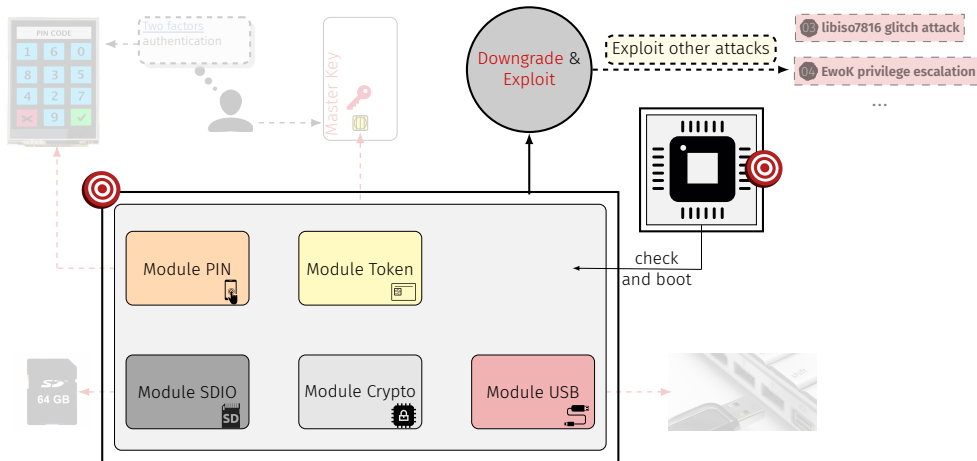 PIN CODE
1 6 0
8 3 5
4 2 7
9
Two factors
authentication
Master Key
Downgrade &
Exploit
Exploit other attacks
03 libiso7816 glitch attack
04 EwoK privilege escalation
...
check
and boot
Module PIN
Module Token
Module SDIO
SD
Module Crypto
Module USB
SD
64 GB